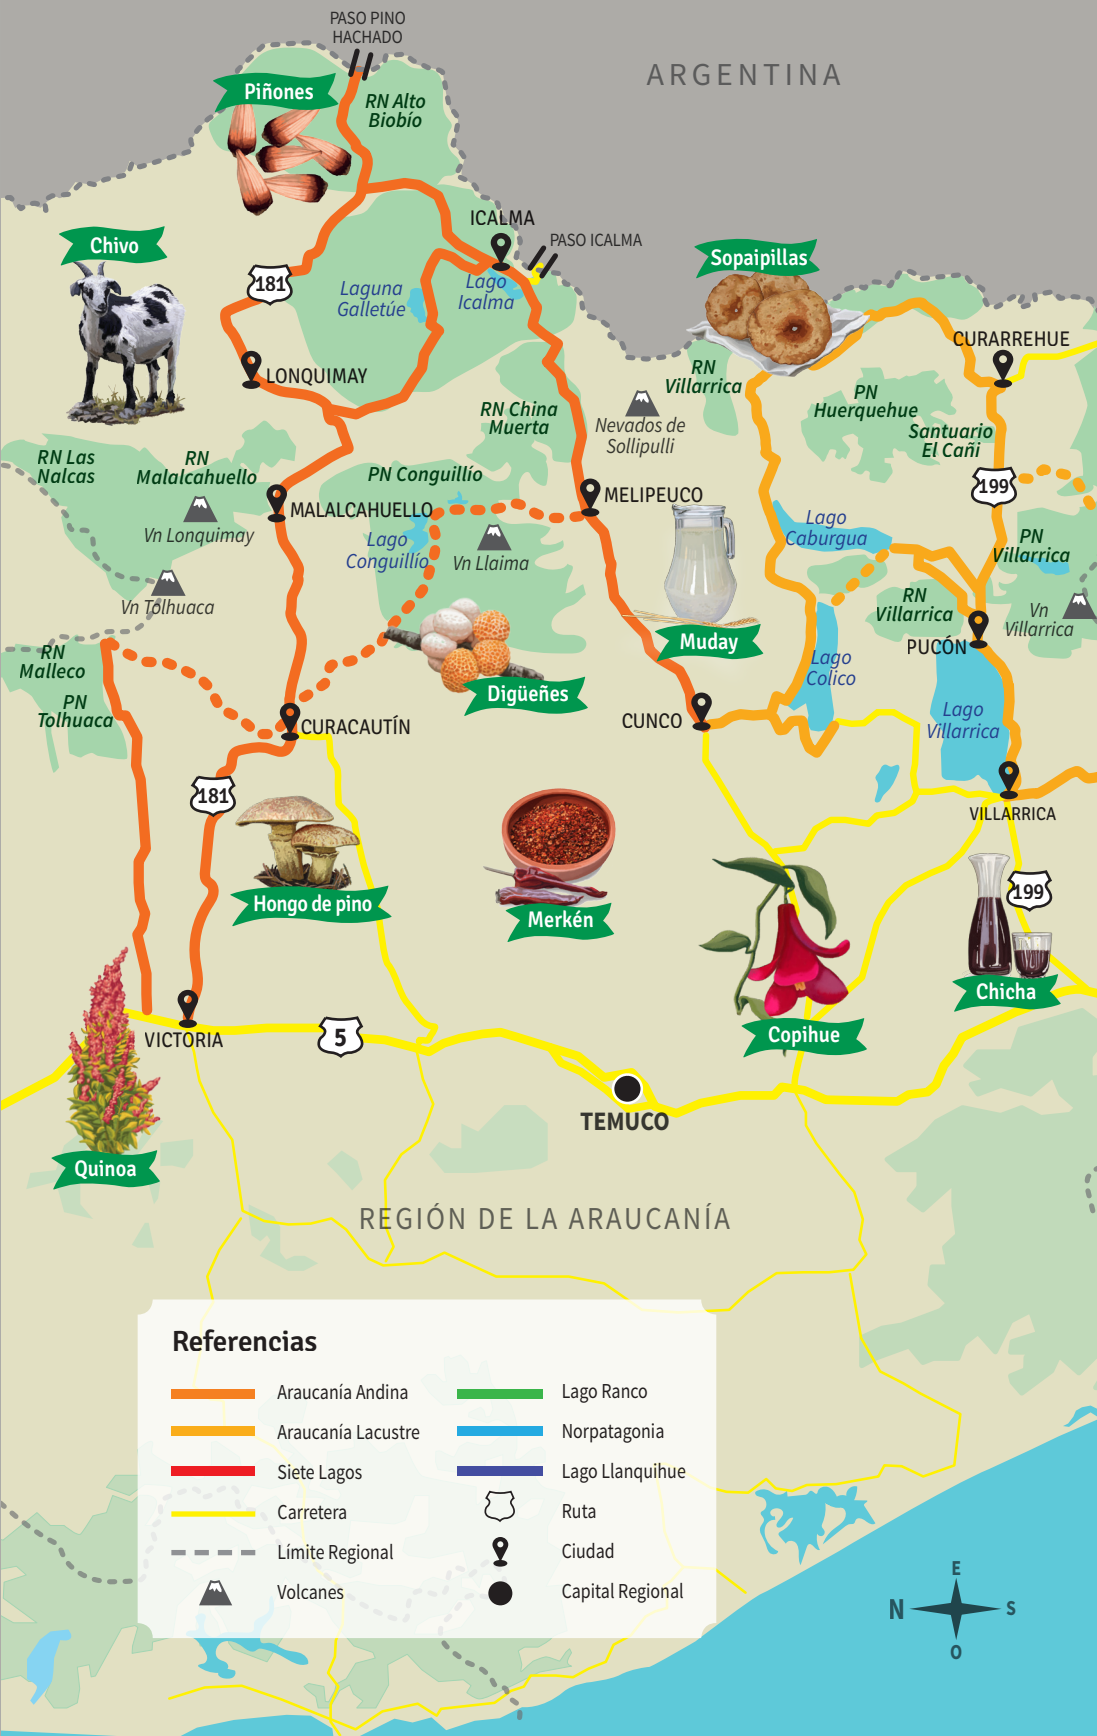 PASO PINO
HACHADO
ARGENTINA
Piñones
RN Alto
Biobío
ICALMA
PASO ICALMA
Chivo
Sopaipillas
181
Laguna
Galletúe
Lago
Icalma
CURARREHUE
LONQUIMAY
RN
Villarrica
PN
Huerquehue
RN China
Muerta
Nevados de
Sollipulli
Santuario
El Cañi
RN Las
Nalcas
RN
Malalcahuello
PN Conguillío
199
MELIPEUCO
MALALCAHUELLO
Vn Lonquimay
Lago
Conguillío
Vn Llaima
Lago
Caburgua
PN
Villarrica
Vn Tolhuaca
RN
Villarrica
Vn
Villarrica
RN
Malleco
Muday
PUCÓN
Lago
Colico
PN
Tolhuaca
Digüeñes
CURACAUTÍN
CUNCO
Lago
Villarrica
181
VILLARRICA
Hongo de pino
Merkén
199
Chicha
VICTORIA
5
Copihue
TEMUCO
Quinoa
REGIÓN DE LA ARAUCANÍA
Referencias
Araucanía Andina
Araucanía Lacustre
Siete Lagos
Carretera
Límite Regional
Volcanes
Lago Ranco
Norpatagonia
Lago Llanquihue
Ruta
Ciudad
Capital Regional
E
N
S
O